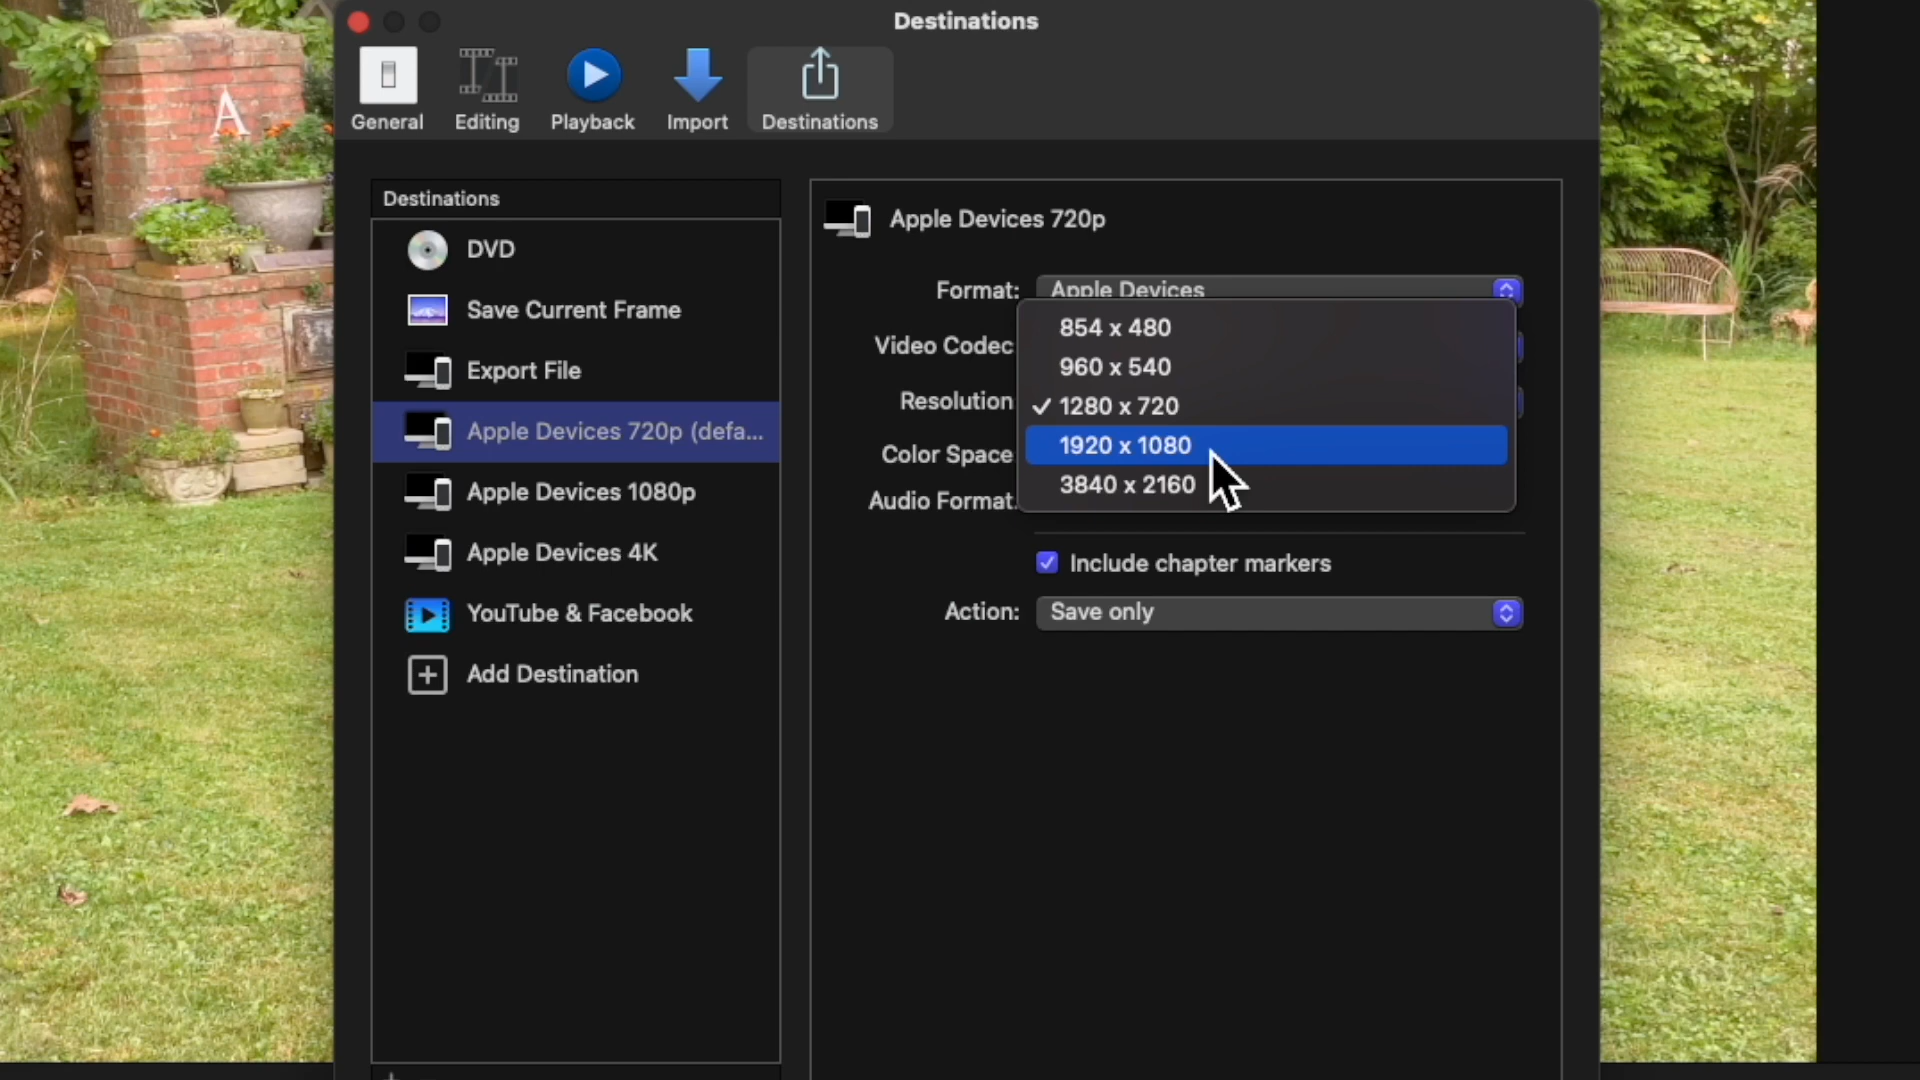 Destinations
General
Editing
Playback
Import
Destinations
Destinations
DVD
Save Current Frame
Export File
Apple Devices 720p (defa...
Apple Devices 1080p
Apple Devices 4K
YouTube & Facebook
Add Destination
Apple Devices 720p
Format: Apple Devices
Video Codec
Resolution
Color Space
Audio Format:
854 x 480
960 x 540
✓ 1280 x 720
1920 x 1080
3840 x 2160
Include chapter markers
Action: Save only
A